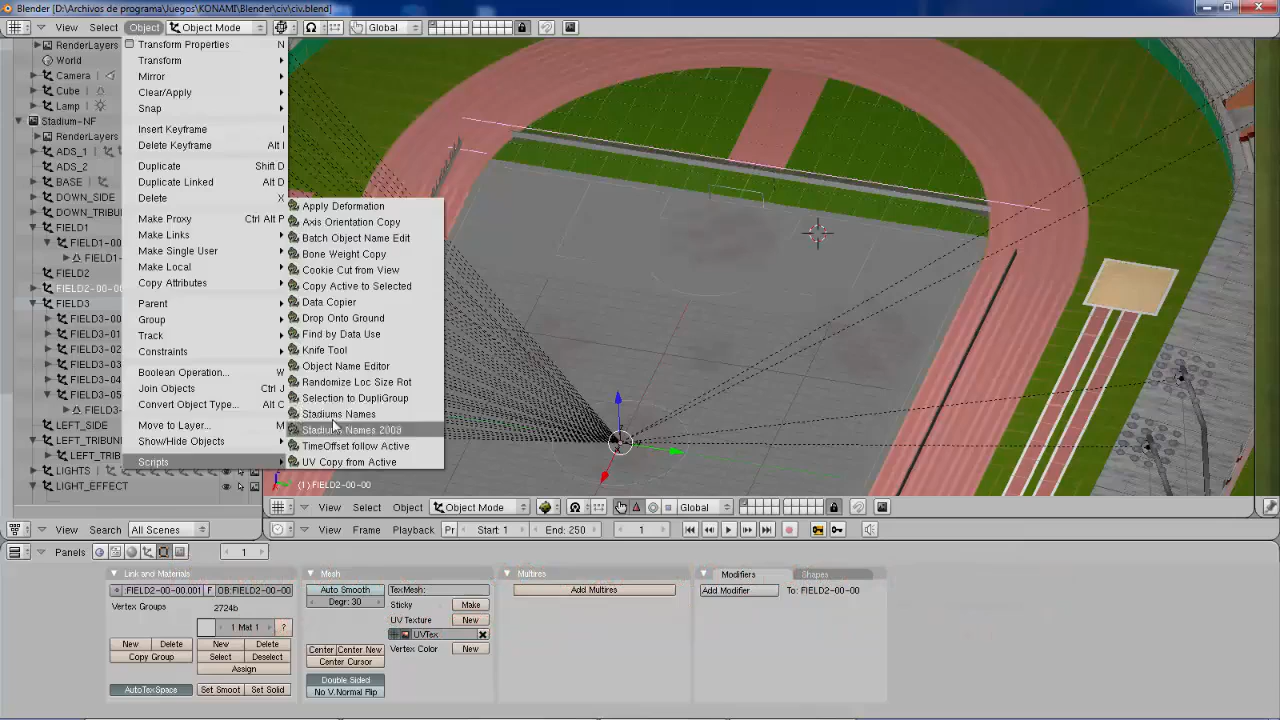 Blender [D:\Archivos de programa\Juegos\KONAMI\Blender\civ\civ.blend]
View Select Object Object Mode Global
RenderLayers
World
Camera
Cube
Lamp
Stadium-NF
RenderLayers
ADS_1
ADS_2
BASE
DOWN_SIDE
DOWN_TRIBU
FIELD1
FIELD1-00
FIELD1-
FIELD2
FIELD2-00-0
FIELD3
FIELD3-00
FIELD3-01
FIELD3-02
FIELD3-03
FIELD3-04
FIELD3-05
FIELD3-
LEFT_SIDE
LEFT_TRIBUN
LEFT_TRIB
LIGHTS
LIGHT_EFFECT
Transform Properties N
Transform
Mirror
Clear/Apply
Snap
Insert Keyframe I
Delete Keyframe Alt I
Duplicate Shift D
Duplicate Linked Alt D
Delete X
Make Proxy Ctrl Alt P
Make Links
Make Single User
Make Local
Copy Attributes
Parent
Group
Track
Constraints
Boolean Operation... W
Join Objects Ctrl J
Convert Object Type... Alt C
Move to Layer... M
Show/Hide Objects
Scripts
Apply Deformation
Axis Orientation Copy
Batch Object Name Edit
Bone Weight Copy
Cookie Cut from View
Copy Active to Selected
Data Copier
Drop Onto Ground
Find by Data Use
Knife Tool
Object Name Editor
Randomize Loc Size Rot
Selection to DupliGroup
Stadiums Names
Stadiums Names 2003
TimeOffset follow Active
UV Copy from Active
(1) FIELD2-00-00
View Select Object Object Mode Global
View Search All Scenes
View Frame Playback Pr Start: 1 End: 250 1
Panels 1
Link and Materials
:FIELD2-00-00.001 F OB:FIELD2-00-00
Vertex Groups 2724b
1 Mat 1 ?
New Delete New Delete
Copy Group Select Deselect
Assign
AutoTexSpace Set Smoot Set Solid
Mesh
Auto Smooth
Degr: 30
TexMesh:
Sticky Make
UV Texture New
UVTex
Vertex Color New
Center Center New
Center Cursor
Double Sided
No V.Normal Flip
Multires
Add Multires
Modifiers Shapes
Add Modifier To: FIELD2-00-00